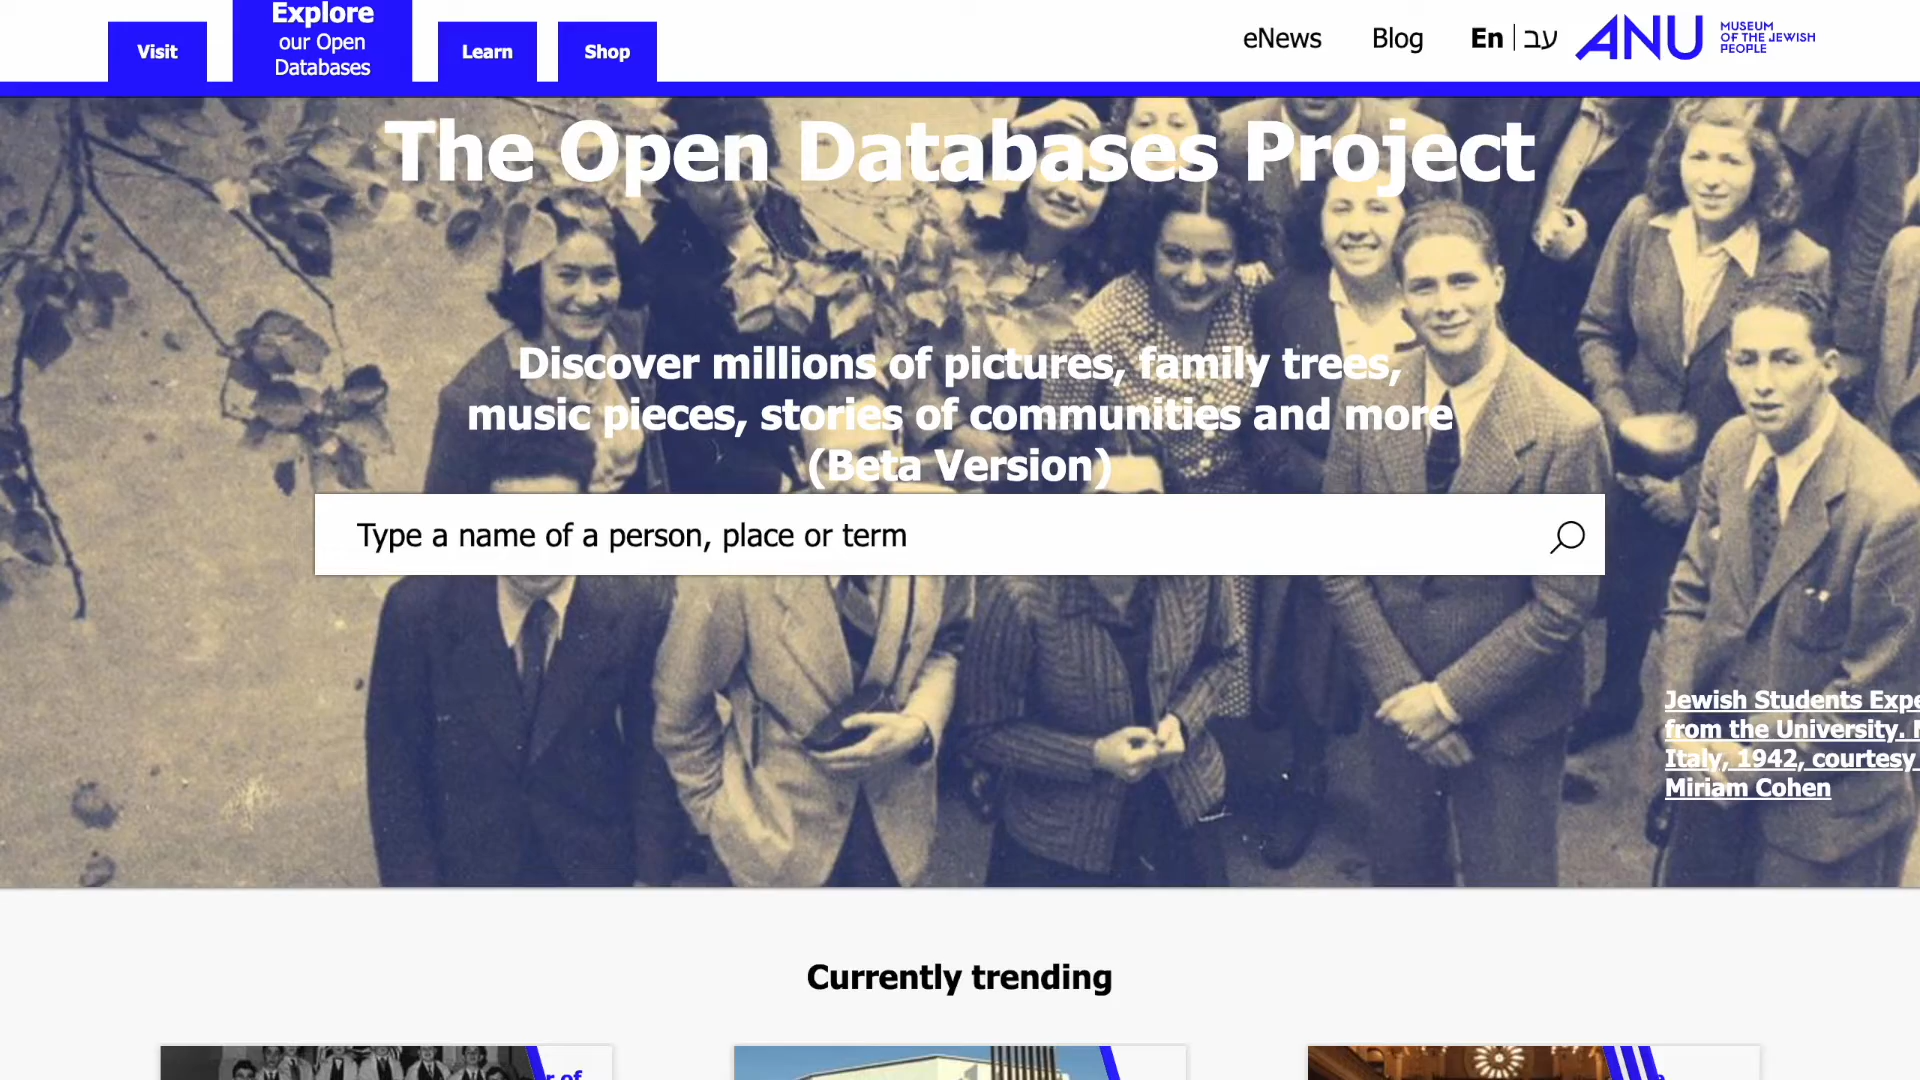 Visit
Explore
our Open
Databases
Learn
Shop
eNews
Blog
En
עב
ANU
MUSEUM
OF THE JEWISH
PEOPLE
The Open Databases Project
Discover millions of pictures, family trees,
music pieces, stories of communities and more
(Beta Version)
Type a name of a person, place or term
Jewish Students
from the University.
Italy, 1942, courtesy
Miriam Cohen
Currently trending
of